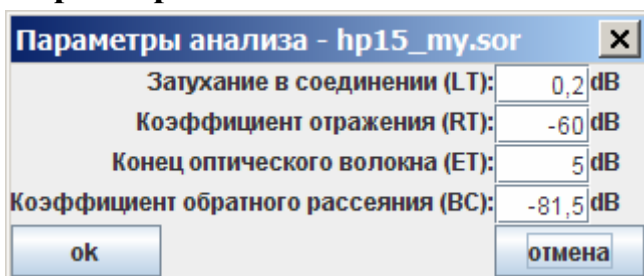 Параметры анализа - hp15_my.sor
Затухание в соединении (LT): 0,2 dB
Коэффициент отражения (RT): -60 dB
Конец оптического волокна (ET): 5 dB
Коэффициент обратного рассеяния (BC): -81,5 dB
ok отмена